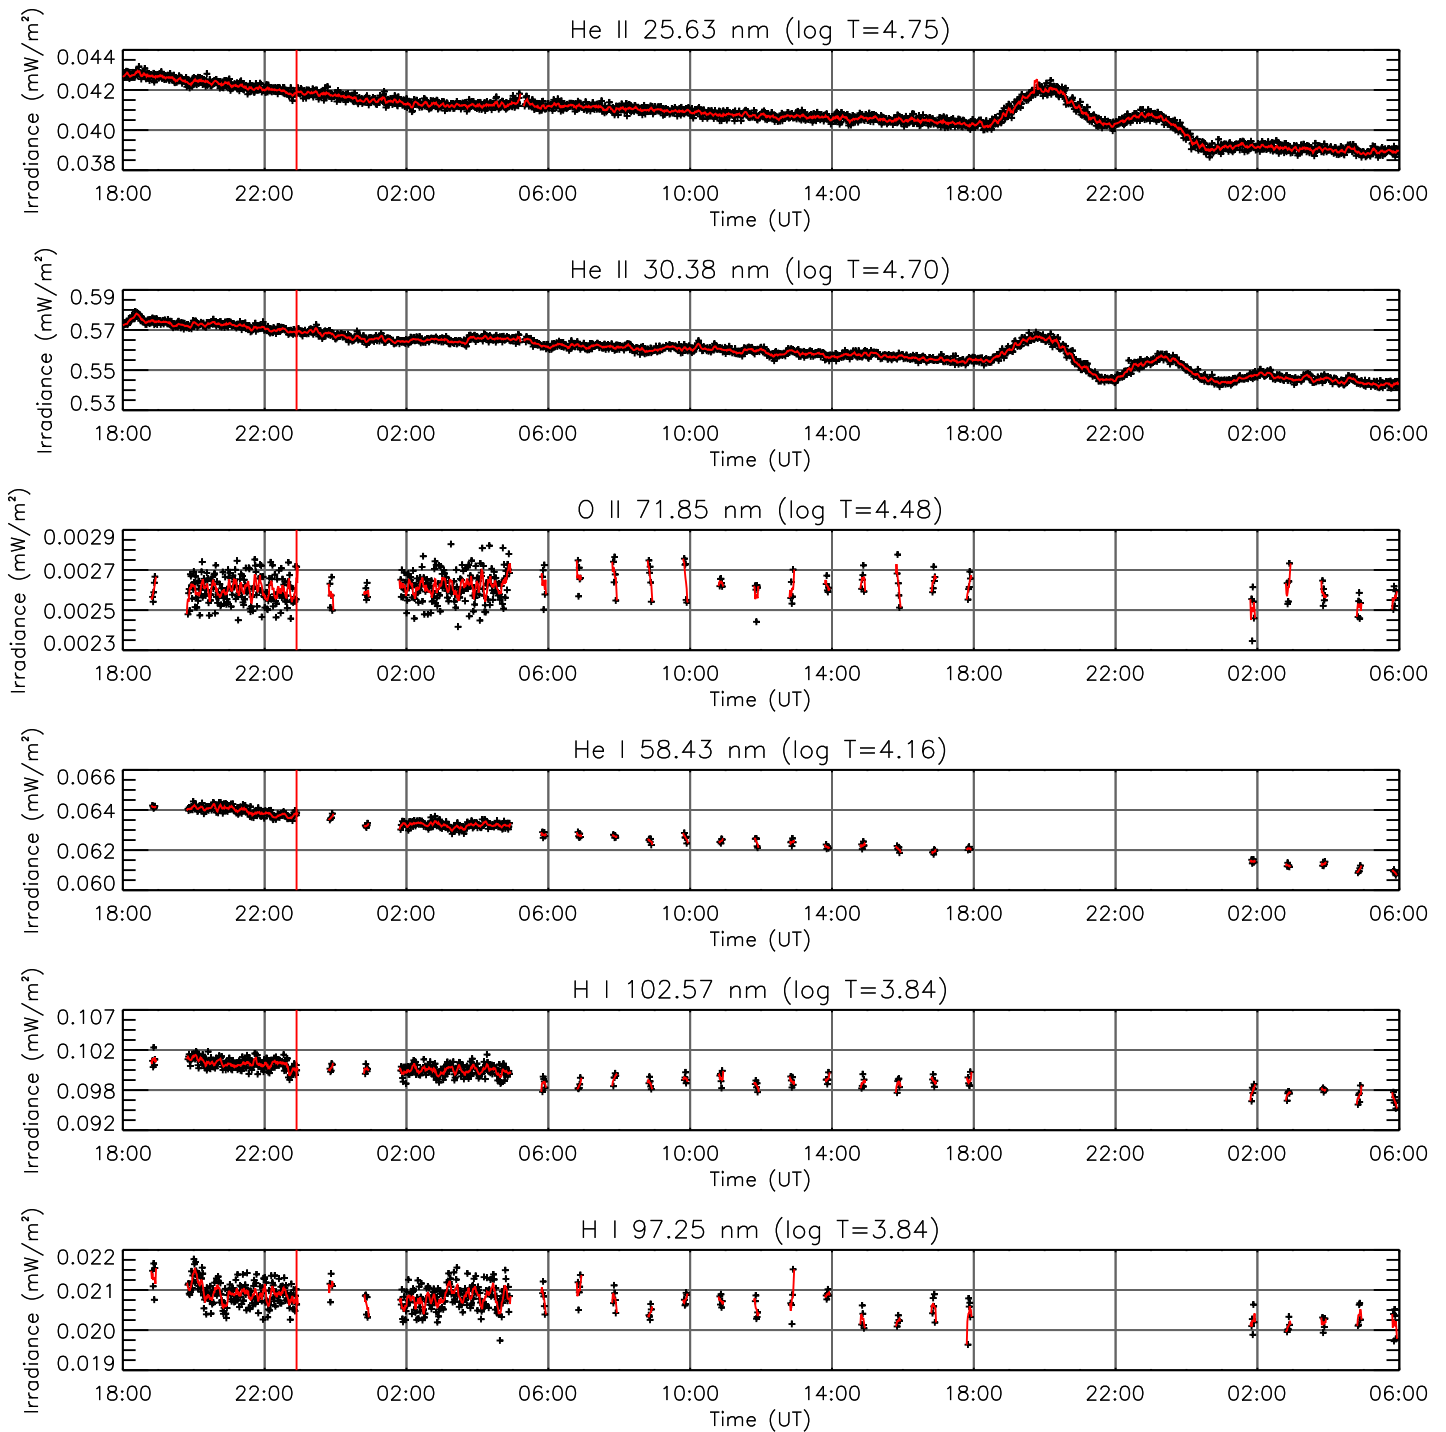 He II 25.63 nm (log T=4.75)
Irradiance (mW/m²)
0.044
0.042
0.040
0.038
18:00 22:00 02:00 06:00 10:00 14:00 18:00 22:00 02:00 06:00
Time (UT)
He II 30.38 nm (log T=4.70)
Irradiance (mW/m²)
0.59
0.57
0.55
0.53
18:00 22:00 02:00 06:00 10:00 14:00 18:00 22:00 02:00 06:00
Time (UT)
O II 71.85 nm (log T=4.48)
Irradiance (mW/m²)
0.0029
0.0027
0.0025
0.0023
18:00 22:00 02:00 06:00 10:00 14:00 18:00 22:00 02:00 06:00
Time (UT)
He I 58.43 nm (log T=4.16)
Irradiance (mW/m²)
0.066
0.064
0.062
0.060
18:00 22:00 02:00 06:00 10:00 14:00 18:00 22:00 02:00 06:00
Time (UT)
H I 102.57 nm (log T=3.84)
Irradiance (mW/m²)
0.107
0.102
0.098
0.092
18:00 22:00 02:00 06:00 10:00 14:00 18:00 22:00 02:00 06:00
Time (UT)
H I 97.25 nm (log T=3.84)
Irradiance (mW/m²)
0.022
0.021
0.020
0.019
18:00 22:00 02:00 06:00 10:00 14:00 18:00 22:00 02:00 06:00
Time (UT)